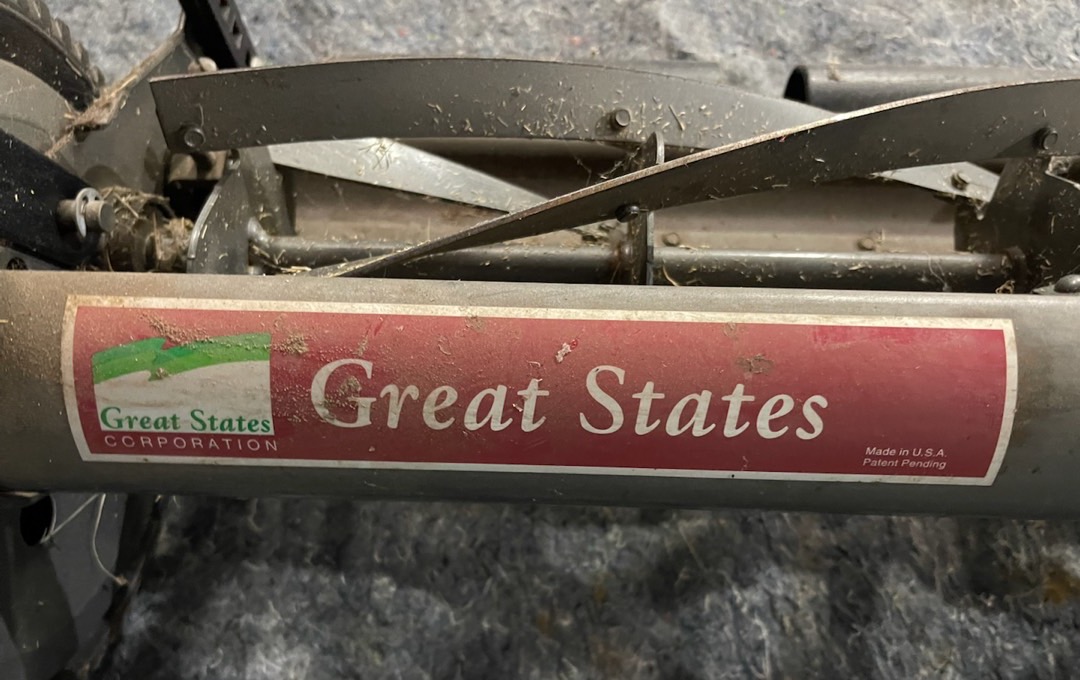 Great States
CORPORATION
Great States
Made in U.S.A.
Patent Pending